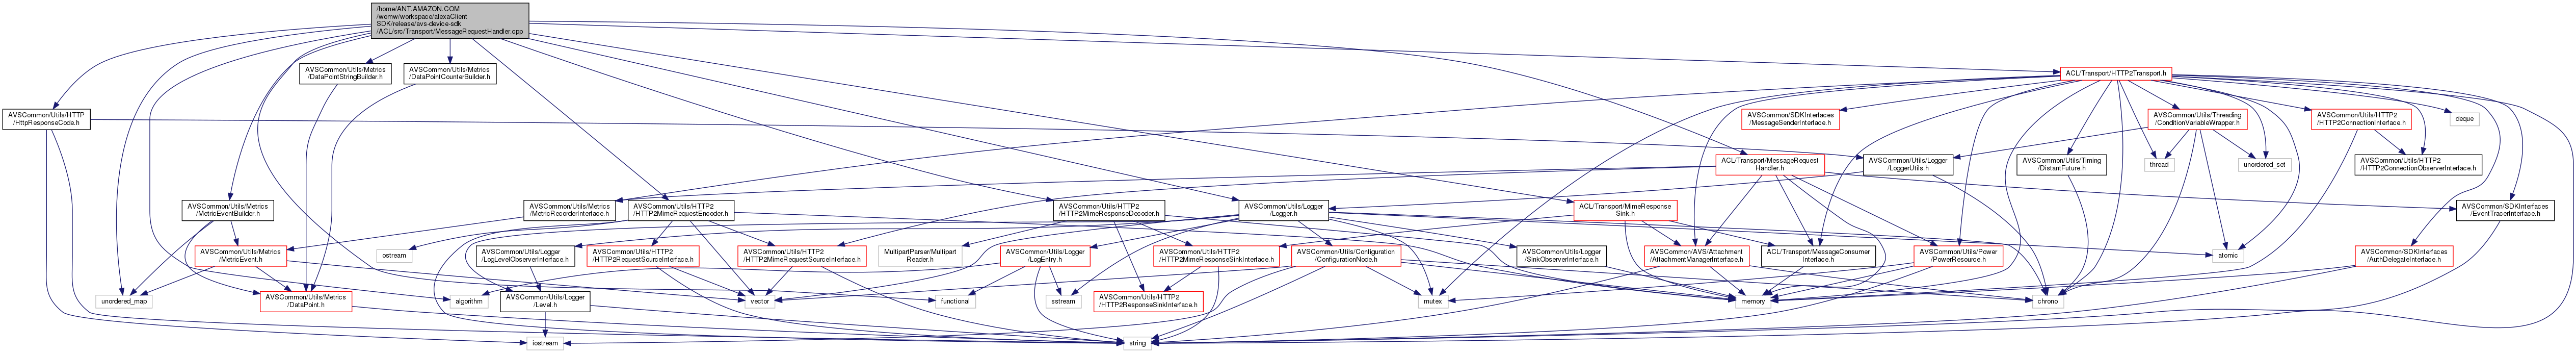 /home/ANT.AMAZON.COM
/womw/workspace/alexaClient
SDK/release/avs-device-sdk
/ACL/src/Transport/MessageRequestHandler.cpp
AVSCommon/Utils/Metrics
/DataPointStringBuilder.h
AVSCommon/Utils/Metrics
/DataPointCounterBuilder.h
ACL/Transport/HTTP2Transport.h
AVSCommon/Utils/HTTP
/HttpResponseCode.h
AVSCommon/SDKInterfaces
/MessageSenderInterface.h
AVSCommon/Utils/Threading
/ConditionVariableWrapper.h
AVSCommon/Utils/HTTP2
/HTTP2ConnectionInterface.h
deque
ACL/Transport/MessageRequest
Handler.h
AVSCommon/Utils/Logger
/LoggerUtils.h
AVSCommon/Utils/Timing
/DistantFuture.h
thread
unordered_set
AVSCommon/Utils/HTTP2
/HTTP2ConnectionObserverInterface.h
AVSCommon/Utils/Metrics
/MetricEventBuilder.h
AVSCommon/Utils/Metrics
/MetricRecorderInterface.h
AVSCommon/Utils/HTTP2
/HTTP2MimeRequestEncoder.h
AVSCommon/Utils/HTTP2
/HTTP2MimeResponseDecoder.h
AVSCommon/Utils/Logger
/Logger.h
ACL/Transport/MimeResponse
Sink.h
AVSCommon/SDKInterfaces
/EventTracerInterface.h
AVSCommon/Utils/Metrics
/MetricEvent.h
ostream
AVSCommon/Utils/Logger
/LogLevelObserverInterface.h
AVSCommon/Utils/HTTP2
/HTTP2RequestSourceInterface.h
AVSCommon/Utils/HTTP2
/HTTP2MimeRequestSourceInterface.h
MultipartParser/Multipart
Reader.h
AVSCommon/Utils/Logger
/LogEntry.h
AVSCommon/Utils/HTTP2
/HTTP2MimeResponseSinkInterface.h
AVSCommon/Utils/Configuration
/ConfigurationNode.h
AVSCommon/Utils/Logger
/SinkObserverInterface.h
AVSCommon/AVS/Attachment
/AttachmentManagerInterface.h
ACL/Transport/MessageConsumer
Interface.h
AVSCommon/Utils/Power
/PowerResource.h
atomic
AVSCommon/SDKInterfaces
/AuthDelegateInterface.h
unordered_map
AVSCommon/Utils/Metrics
/DataPoint.h
algorithm
AVSCommon/Utils/Logger
/Level.h
vector
functional
sstream
AVSCommon/Utils/HTTP2
/HTTP2ResponseSinkInterface.h
mutex
memory
chrono
iostream
string